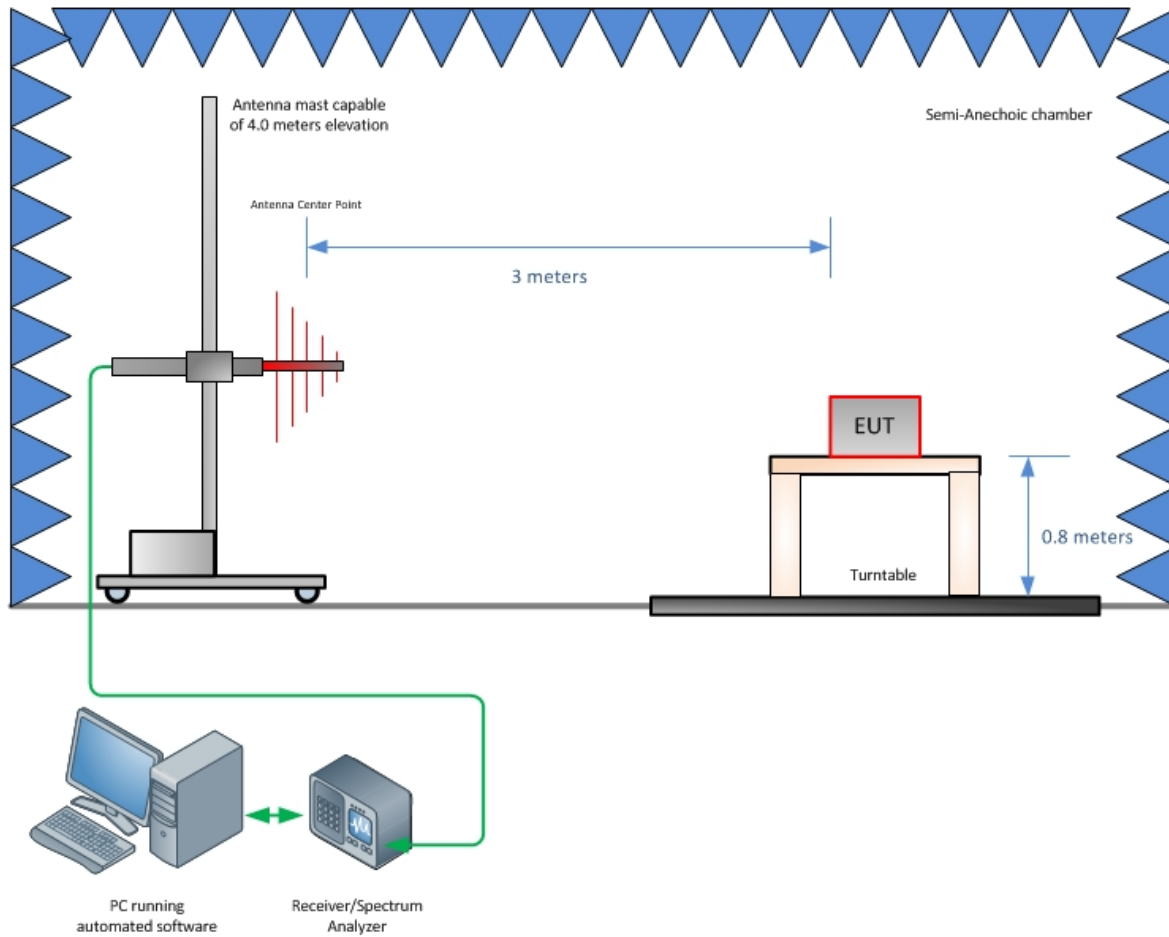 Antenna mast capable
of 4.0 meters elevation
Semi-Anechoic chamber
Antenna Center Point
3 meters
EUT
0.8 meters
Turntable
PC running
automated software
Receiver/Spectrum
Analyzer